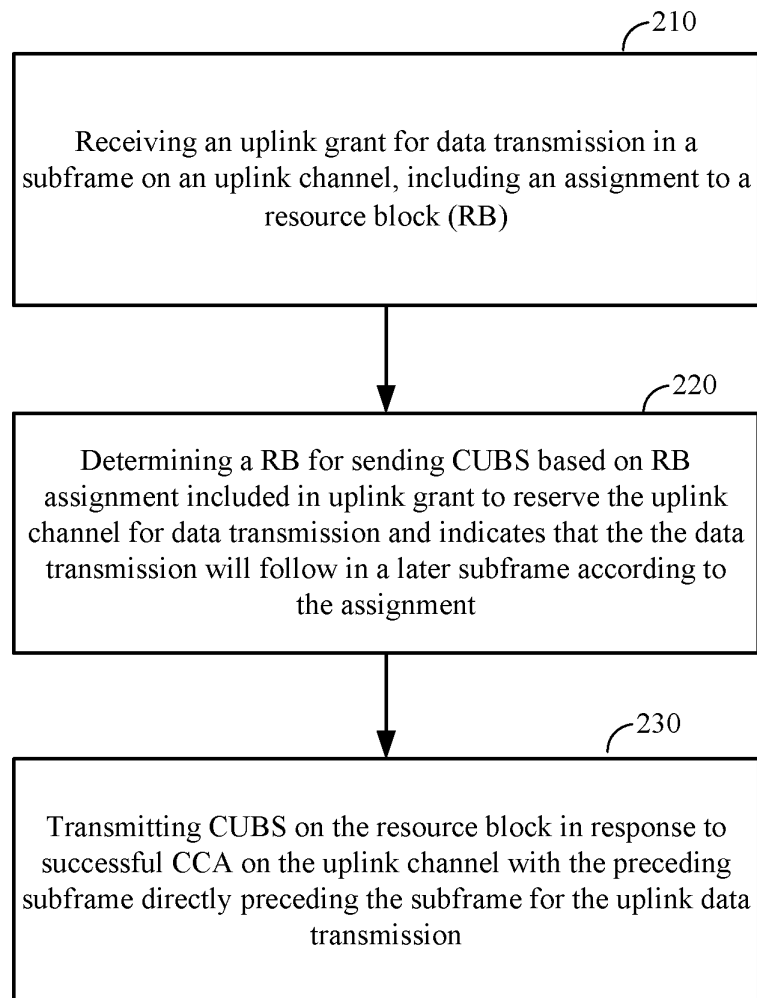 210
Receiving an uplink grant for data transmission in a
subframe on an uplink channel, including an assignment to a
resource block (RB)
220
Determining a RB for sending CUBS based on RB
assignment included in uplink grant to reserve the uplink
channel for data transmission and indicates that the the data
transmission will follow in a later subframe according to
the assignment
230
Transmitting CUBS on the resource block in response to
successful CCA on the uplink channel with the preceding
subframe directly preceding the subframe for the uplink data
transmission